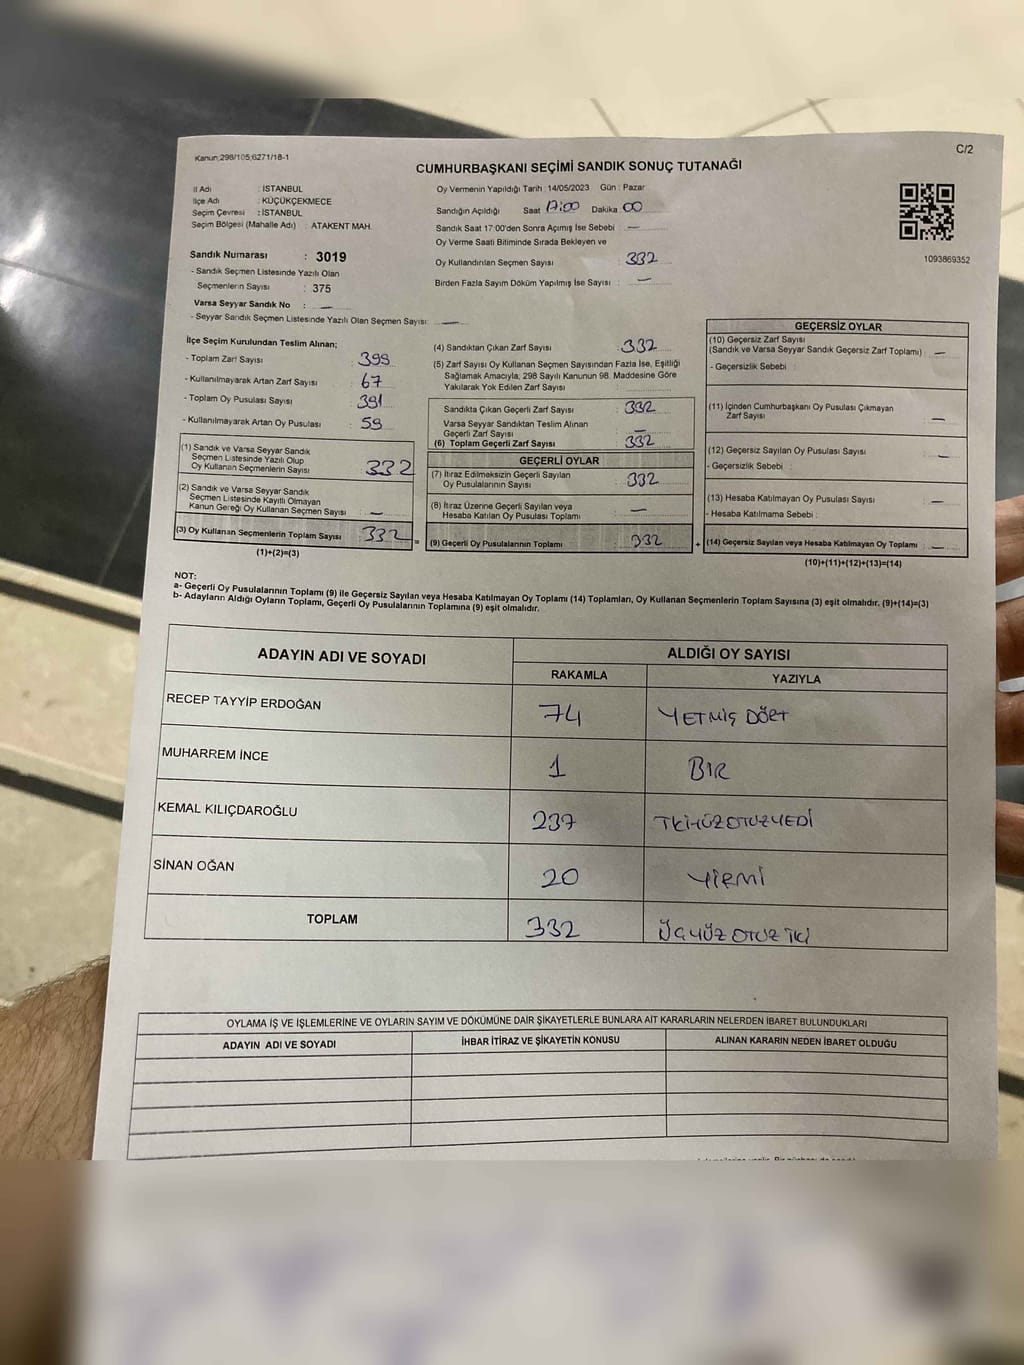 Kanun:298/105;6271/18-1
C/2
CUMHURBAŞKANI SEÇİMİ SANDIK SONUÇ TUTANAĞI
İl Adı : İSTANBUL
İlçe Adı : KÜÇÜKÇEKMECE
Seçim Çevresi : İSTANBUL
Seçim Bölgesi (Mahalle Adı) : ATAKENT MAH.
Sandık Numarası : 3019
- Sandık Seçmen Listesinde Yazılı Olan
Seçmenlerin Sayısı : 375
Varsa Seyyar Sandık No : —
- Seyyar Sandık Seçmen Listesinde Yazılı Olan Seçmen Sayısı: —
Oy Vermenin Yapıldığı Tarih : 14/05/2023 Gün : Pazar
Sandığın Açıldığı Saat 17:00 Dakika 00
Sandık Saat 17:00'den Sonra Açımış İse Sebebi : —
Oy Verme Saati Bitiminde Sırada Bekleyen ve
Oy Kullandırılan Seçmen Sayısı : 332
Birden Fazla Sayım Döküm Yapılmış İse Sayısı : —
1093869352
İlçe Seçim Kurulundan Teslim Alınan;
- Toplam Zarf Sayısı : 399
- Kullanılmayarak Artan Zarf Sayısı : 67
- Toplam Oy Pusulası Sayısı : 391
- Kullanılmayarak Artan Oy Pusulası : 59
(1) Sandık ve Varsa Seyyar Sandık
Seçmen Listesinde Yazılı Olup
Oy Kullanan Seçmenlerin Sayısı : 332
(2) Sandık ve Varsa Seyyar Sandık
Seçmen Listesinde Kayıtlı Olmayan
Kanun Gereği Oy Kullanan Seçmen Sayısı : —
(3) Oy Kullanan Seçmenlerin Toplam Sayısı : 332
(1)+(2)=(3)
(4) Sandıktan Çıkan Zarf Sayısı : 332
(5) Zarf Sayısı Oy Kullanan Seçmen Sayısından Fazla İse, Eşitliği
Sağlamak Amacıyla; 298 Sayılı Kanunun 98. Maddesine Göre
Yakılarak Yok Edilen Zarf Sayısı :
Sandıkta Çıkan Geçerli Zarf Sayısı : 332
Varsa Seyyar Sandıktan Teslim Alınan
Geçerli Zarf Sayısı : —
(6) Toplam Geçerli Zarf Sayısı : 332
GEÇERLİ OYLAR
(7) İtiraz Edilmeksizin Geçerli Sayılan
Oy Pusulalarının Sayısı : 332
(8) İtiraz Üzerine Geçerli Sayılan veya
Hesaba Katılan Oy Pusulası Toplamı : —
= (9) Geçerli Oy Pusulalarının Toplamı : 332 +
GEÇERSİZ OYLAR
(10) Geçersiz Zarf Sayısı
(Sandık ve Varsa Seyyar Sandık Geçersiz Zarf Toplamı) : —
- Geçersizlik Sebebi :
(11) İçinden Cumhurbaşkanı Oy Pusulası Çıkmayan
Zarf Sayısı : —
(12) Geçersiz Sayılan Oy Pusulası Sayısı : —
- Geçersizlik Sebebi :
(13) Hesaba Katılmayan Oy Pusulası Sayısı : —
- Hesaba Katılmama Sebebi :
(14) Geçersiz Sayılan veya Hesaba Katılmayan Oy Toplamı : —
(10)+(11)+(12)+(13)=(14)
NOT:
a- Geçerli Oy Pusulalarının Toplamı (9) ile Geçersiz Sayılan veya Hesaba Katılmayan Oy Toplamı (14) Toplamları, Oy Kullanan Seçmenlerin Toplam Sayısına (3) eşit olmalıdır. (9)+(14)=(3)
b- Adayların Aldığı Oyların Toplamı, Geçerli Oy Pusulalarının Toplamına (9) eşit olmalıdır.
ADAYIN ADI VE SOYADI
ALDIĞI OY SAYISI
RAKAMLA YAZIYLA
RECEP TAYYİP ERDOĞAN 74 YETMİŞ DÖRT
MUHARREM İNCE 1 BIR
KEMAL KILIÇDAROĞLU 237 İKİYÜZOTUZYEDİ
SİNAN OĞAN 20 YİRMİ
TOPLAM 332 ÜÇYÜZ OTUZ İKİ
OYLAMA İŞ VE İŞLEMLERİNE VE OYLARIN SAYIM VE DÖKÜMÜNE DAİR ŞİKAYETLERLE BUNLARA AİT KARARLARIN NELERDEN İBARET BULUNDUKLARI
ADAYIN ADI VE SOYADI İHBAR İTİRAZ VE ŞİKAYETİN KONUSU ALINAN KARARIN NEDEN İBARET OLDUĞU